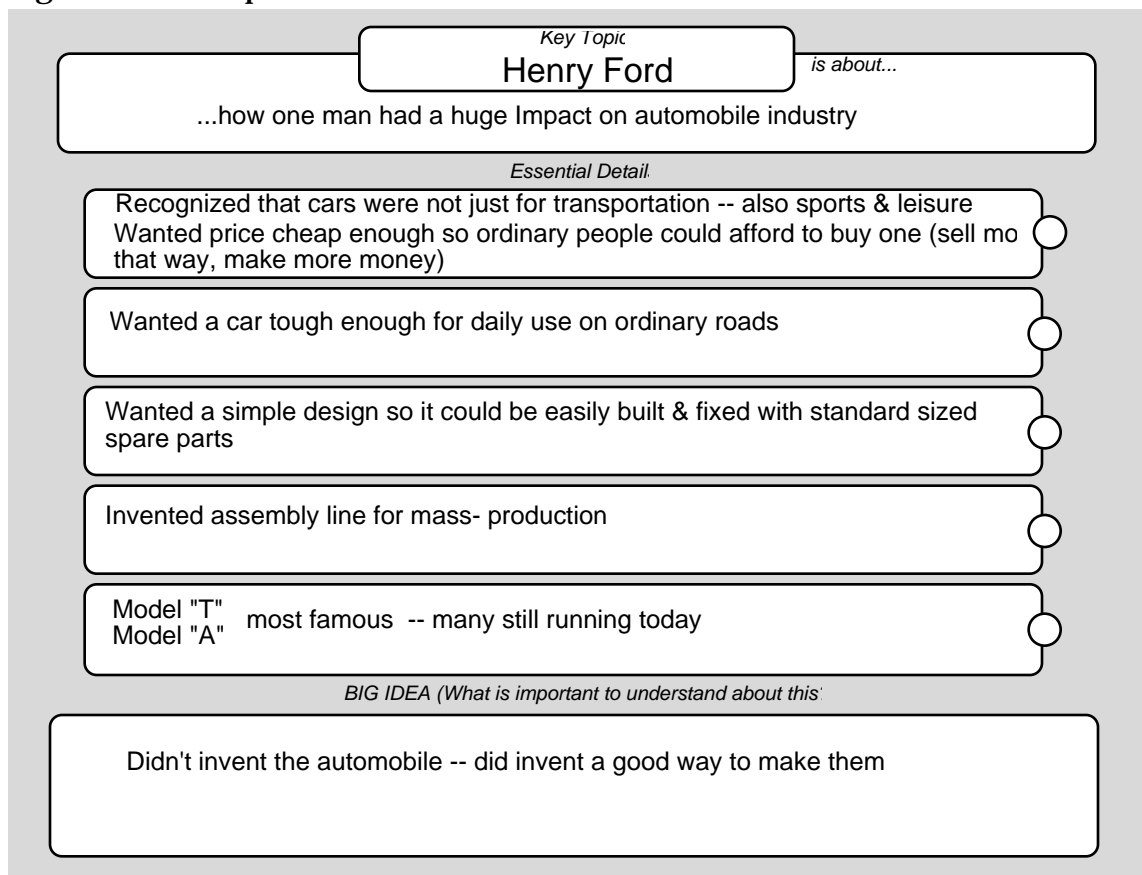 Key Topic
Henry Ford
is about...
...how one man had a huge Impact on automobile industry
Essential Detail
Recognized that cars were not just for transportation -- also sports & leisure
Wanted price cheap enough so ordinary people could afford to buy one (sell mo
that way, make more money)
Wanted a car tough enough for daily use on ordinary roads
Wanted a simple design so it could be easily built & fixed with standard sized
spare parts
Invented assembly line for mass- production
Model "T"
most famous -- many still running today
Model "A"
BIG IDEA (What is important to understand about this
Didn't invent the automobile -- did invent a good way to make them